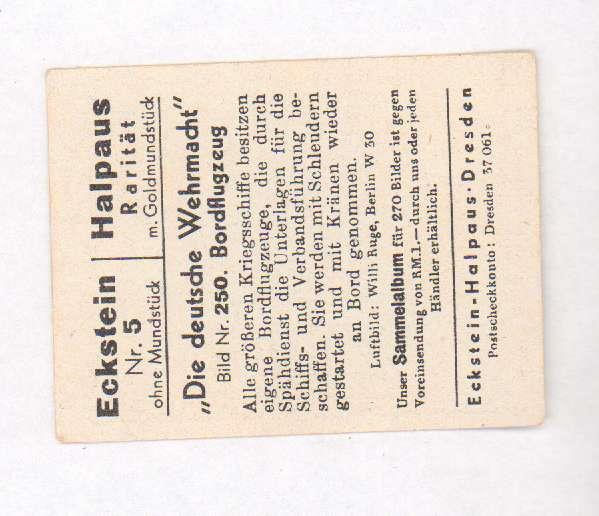 Eckstein
Nr. 5
ohne Mundstück
Halpaus
Rarität
m. Goldmundstück
„Die deutsche Wehrmacht"
Bild Nr. 250. Bordflugzeug
Alle größeren Kriegsschiffe besitzen
eigene Bordflugzeuge, die durch
Spähdienst die Unterlagen für die
Schiffs- und Verbandsführung be-
schaffen. Sie werden mit Schleudern
gestartet und mit Kränen wieder
an Bord genommen.
Luftbild: Willi Ruge, Berlin W 30
Unser Sammelalbum für 270 Bilder ist gegen
Voreinsendung von RM.1.— durch uns oder jeden
Händler erhältlich.
Eckstein-Halpaus · Dresden
Postscheckkonto: Dresden 37 061